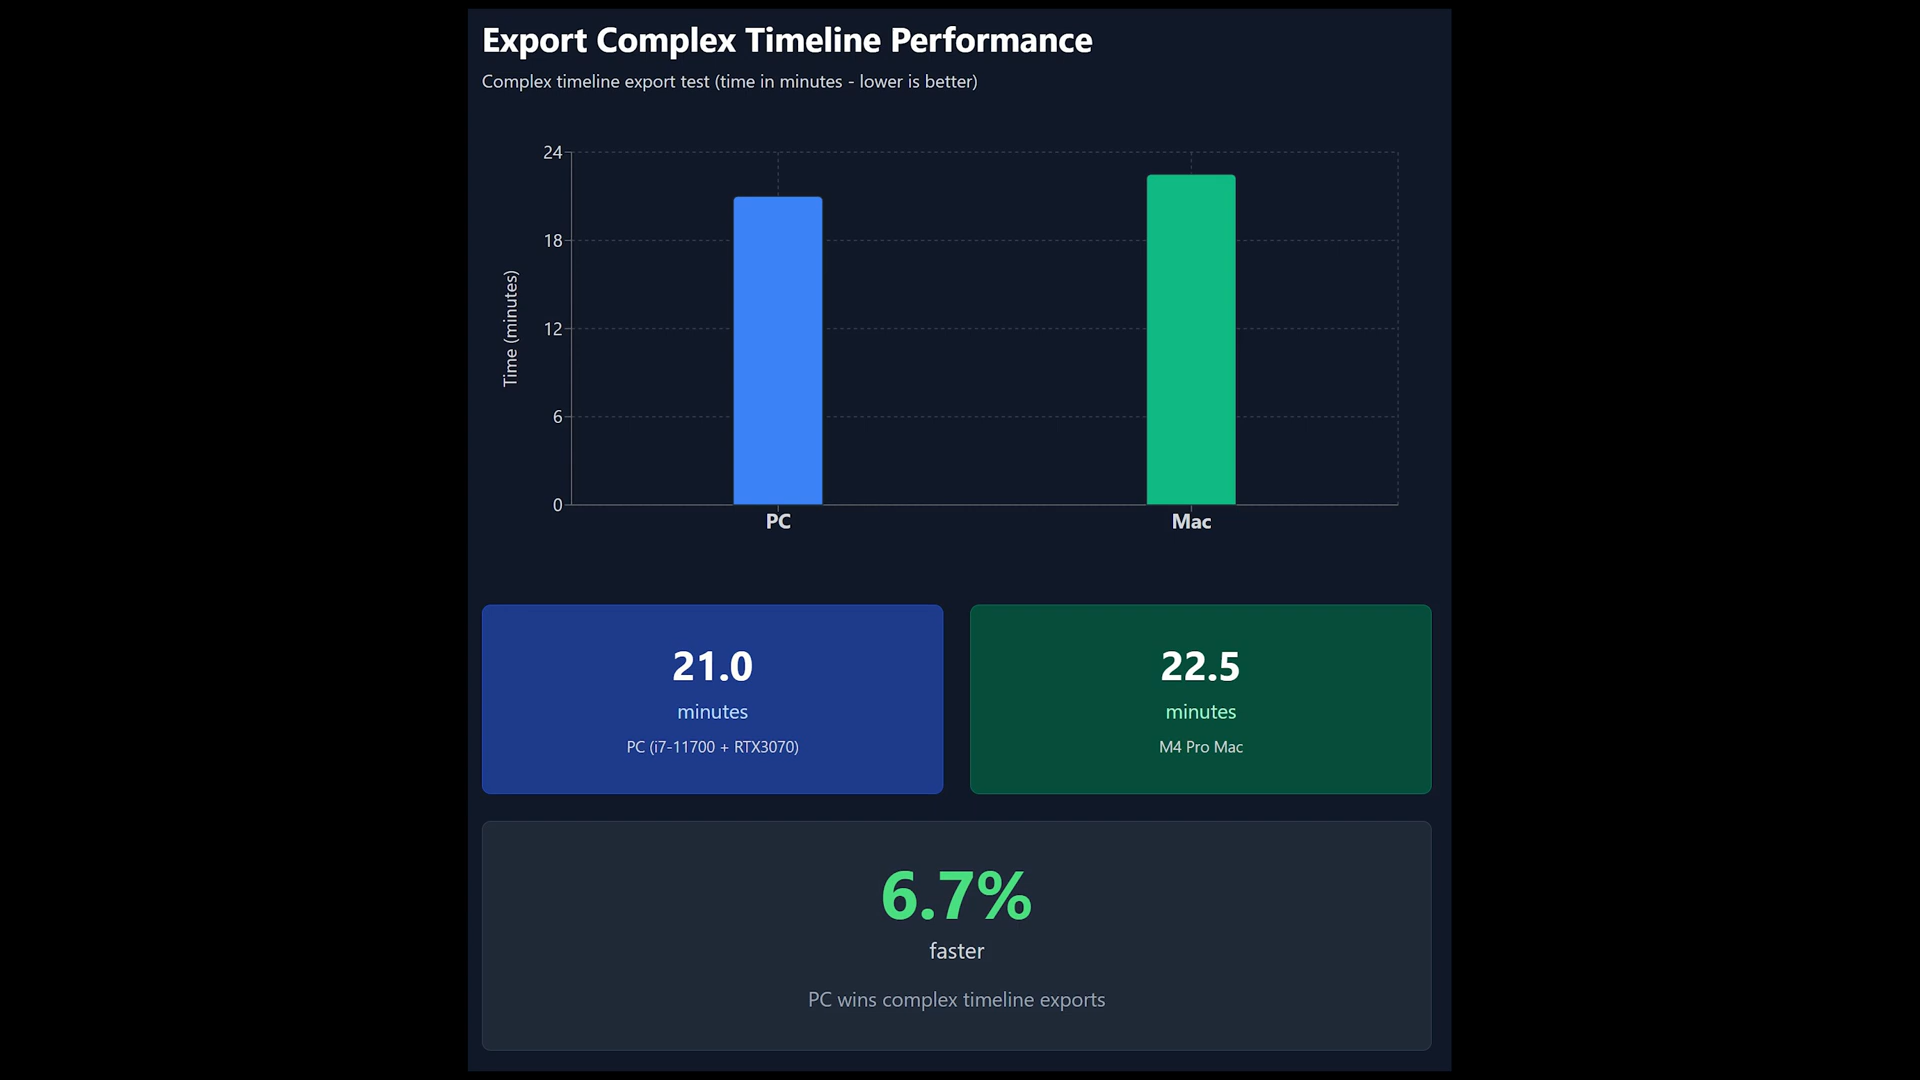 Export Complex Timeline Performance
Complex timeline export test (time in minutes - lower is better)
24
18
12
6
0
Time (minutes)
PC
Mac
21.0
minutes
PC (i7-11700 + RTX3070)
22.5
minutes
M4 Pro Mac
6.7%
faster
PC wins complex timeline exports